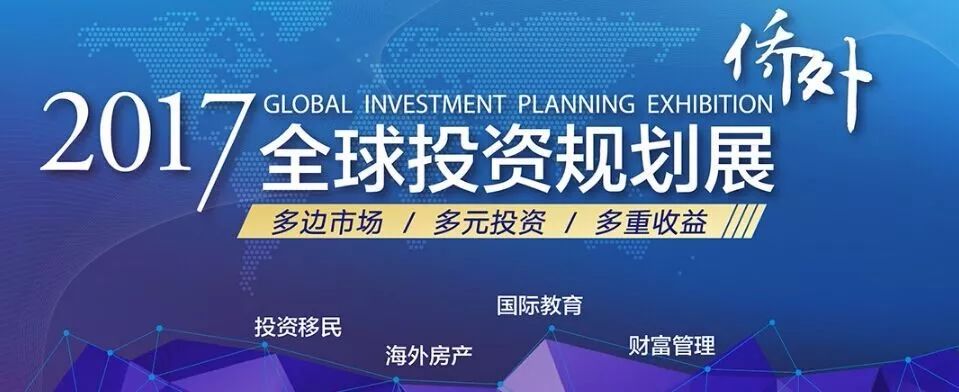 侨外
2017
GLOBAL INVESTMENT PLANNING EXHIBITION
全球投资规划展
多边市场 / 多元投资 / 多重收益
国际教育
投资移民
海外房产
财富管理